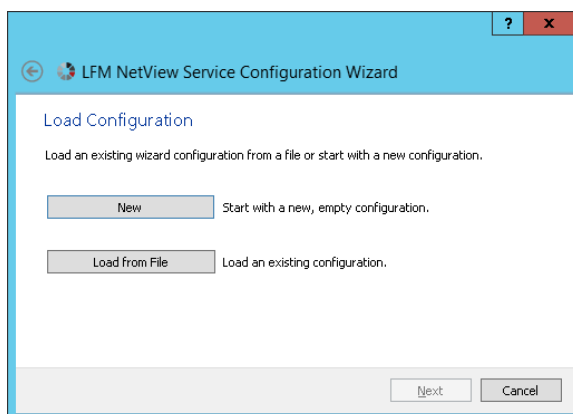 ? x
LFM NetView Service Configuration Wizard
Load Configuration
Load an existing wizard configuration from a file or start with a new configuration.
New Start with a new, empty configuration.
Load from File Load an existing configuration.
Next Cancel